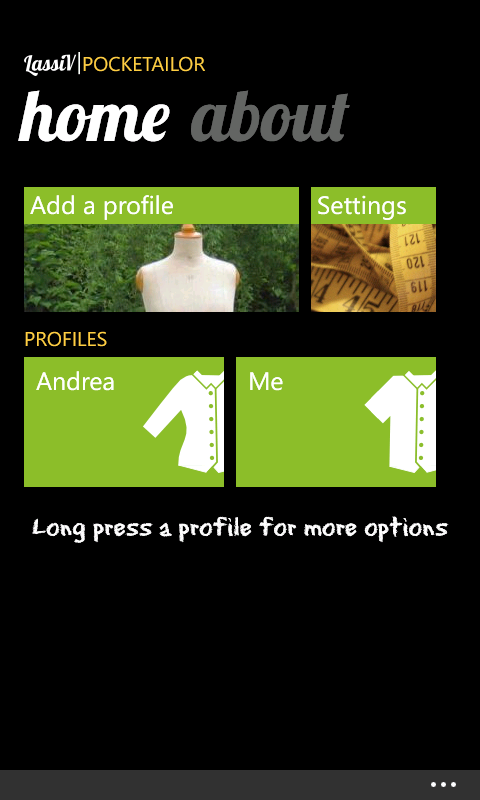 LassiV|POCKETAILOR
home about
Add a profile Settings
121
120
119
PROFILES
Andrea Me
Long press a profile for more options